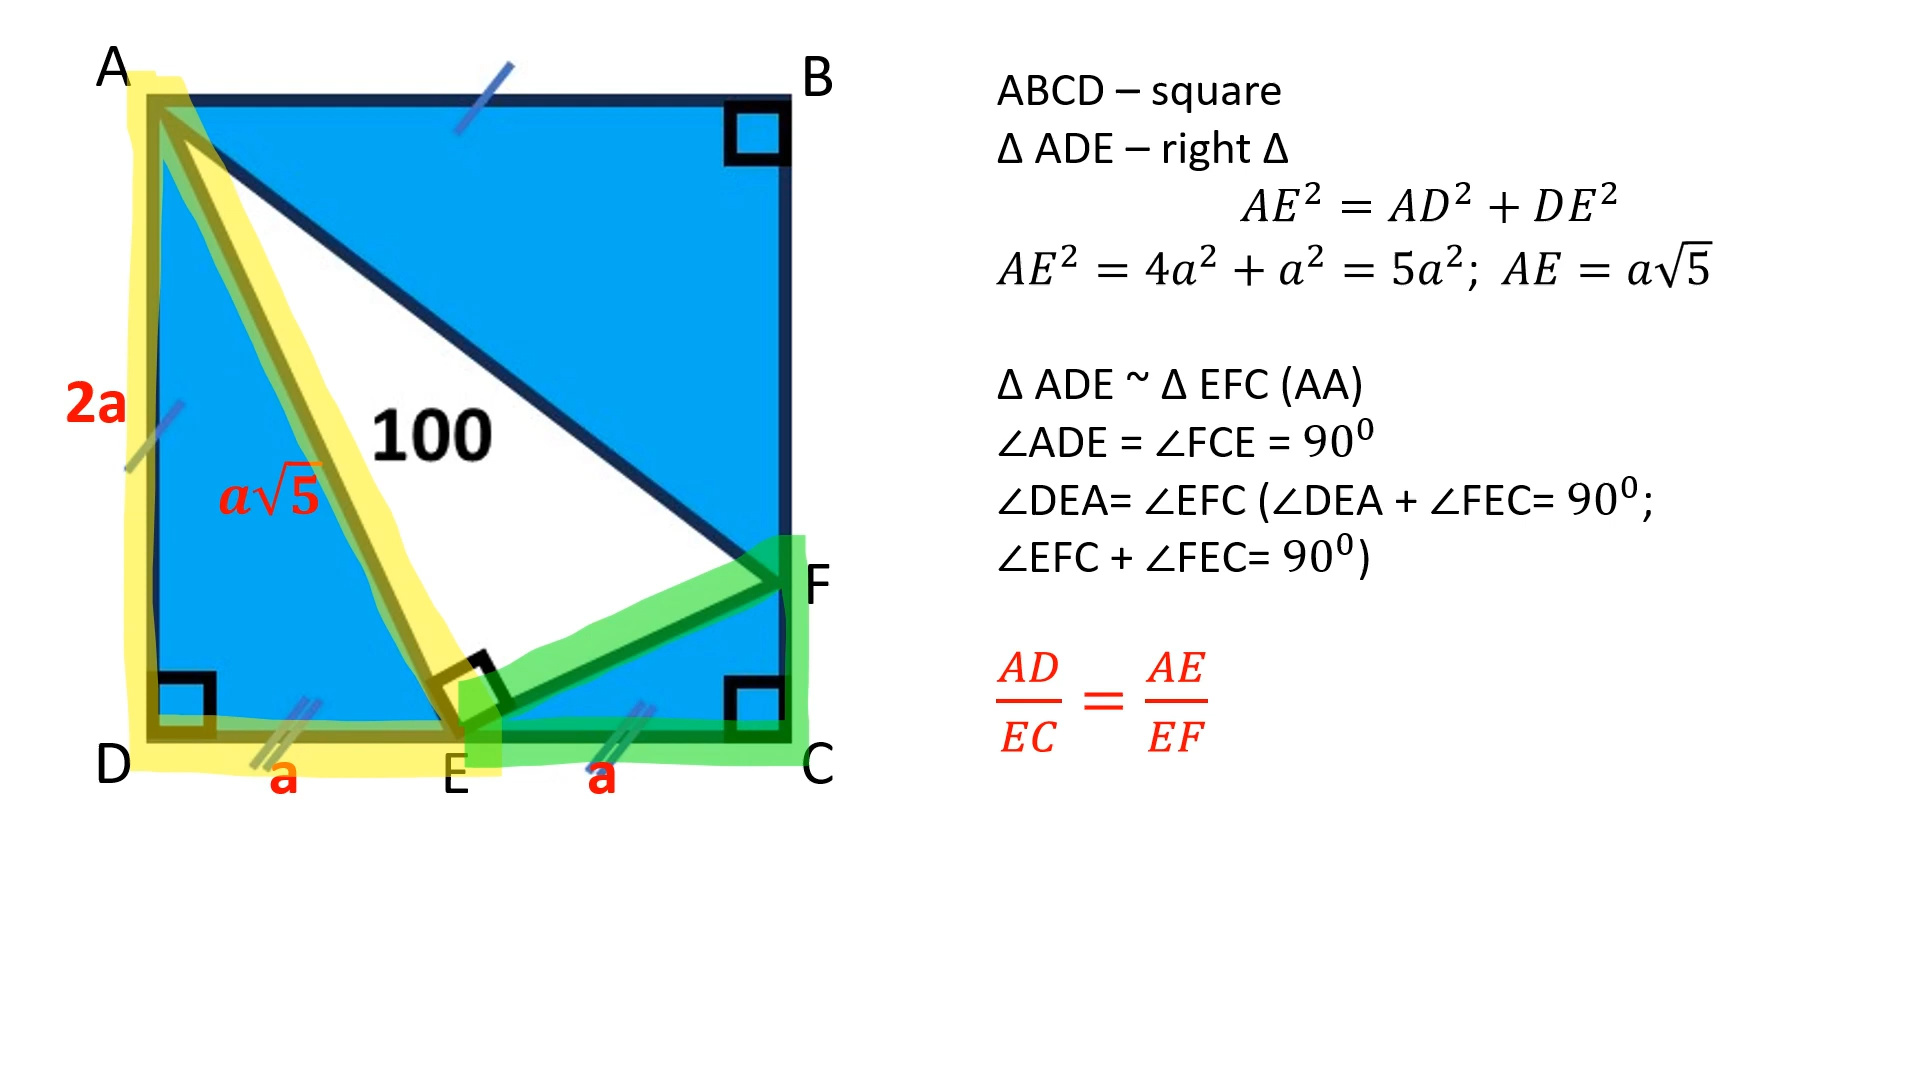 A
B
2a
a√5
100
F
D
a
E
a
C
ABCD – square
Δ ADE – right Δ
AE² = AD² + DE²
AE² = 4a² + a² = 5a²; AE = a√5
Δ ADE ~ Δ EFC (AA)
∠ADE = ∠FCE = 90⁰
∠DEA= ∠EFC (∠DEA + ∠FEC= 90⁰;
∠EFC + ∠FEC= 90⁰)
AD/EC = AE/EF